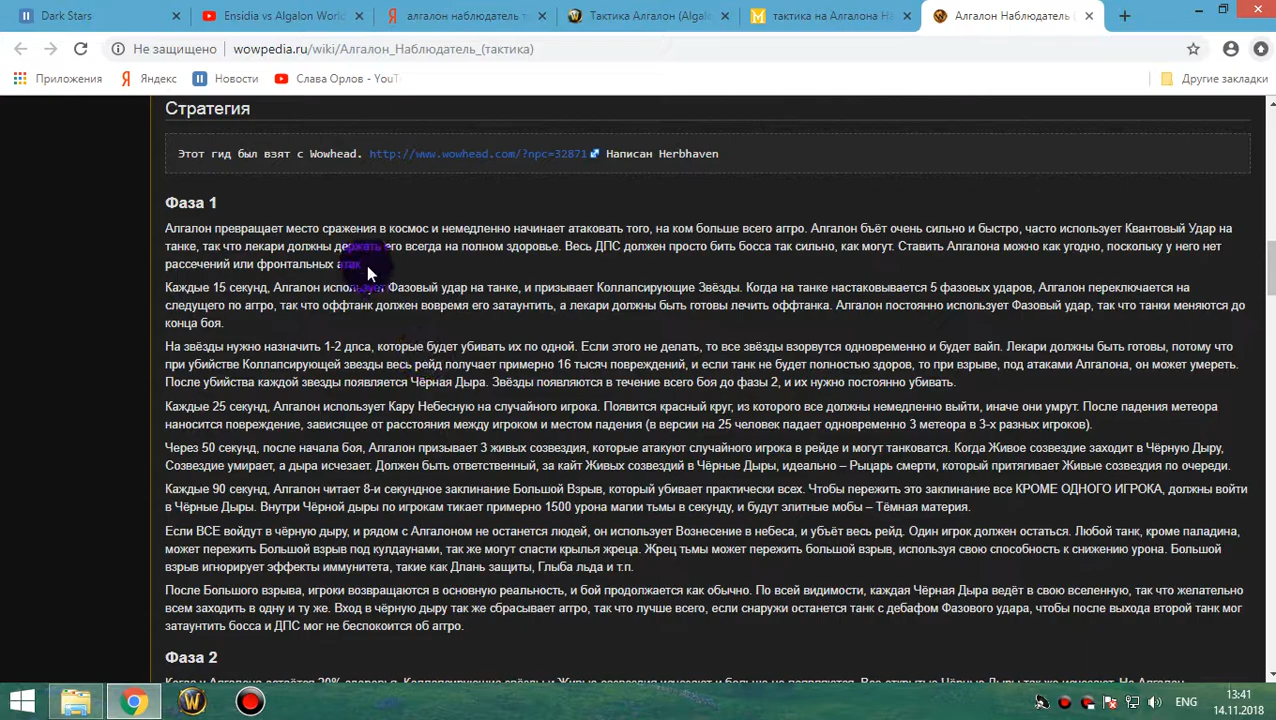 Dark Stars
Ensidia vs Algalon World
алгалон наблюдатель т
Тактика Алгалон (Algal
тактика на Алгалона Н
Алгалон Наблюдатель (
Не защищено
wowpedia.ru/wiki/Алгалон_Наблюдатель_(тактика)
Приложения
Яндекс
Новости
Слава Орлов - YouT
Другие закладки
Стратегия
Этот гид был взят с Wowhead. http://www.wowhead.com/?npc=32871 Написан Herbhaven
Фаза 1
Алгалон превращает место сражения в космос и немедленно начинает атаковать того, на ком больше всего агро. Алгалон бъёт очень сильно и быстро, часто использует Квантовый Удар на
танке, так что лекари должны держать его всегда на полном здоровье. Весь ДПС должен просто бить босса так сильно, как могут. Ставить Алгалона можно как угодно, поскольку у него нет
рассечений или фронтальных атак
Каждые 15 секунд, Алгалон использует Фазовый удар на танке, и призывает Коллапсирующие Звёзды. Когда на танке настаковывается 5 фазовых ударов, Алгалон переключается на
следующего по аггро, так что оффтанк должен вовремя его затаунтить, а лекари должны быть готовы лечить оффтанка. Алгалон постоянно использует Фазовый удар, так что танки меняются до
конца боя.
На звёзды нужно назначить 1-2 дпса, которые будет убивать их по одной. Если этого не делать, то все звёзды взорвутся одновременно и будет вайп. Лекари должны быть готовы, потому что
при убийстве Коллапсирующей звезды весь рейд получает примерно 16 тысяч повреждений, и если танк не будет полностью здоров, то при взрыве, под атаками Алгалона, он может умереть.
После убийства каждой звезды появляется Чёрная Дыра. Звёзды появляются в течение всего боя до фазы 2, и их нужно постоянно убивать.
Каждые 25 секунд, Алгалон использует Кару Небесную на случайного игрока. Появится красный круг, из которого все должны немедленно выйти, иначе они умрут. После падения метеора
наносится повреждение, зависящее от расстояния между игроком и местом падения (в версии на 25 человек падает одновременно 3 метеора в 3-х разных игроков).
Через 50 секунд, после начала боя, Алгалон призывает 3 живых созвездия, которые атакуют случайного игрока в рейде и могут танковатся. Когда Живое созвездие заходит в Чёрную Дыру,
Созвездие умирает, а дыра исчезает. Должен быть ответственный, за кайт Живых созвездий в Чёрные Дыры, идеально – Рыцарь смерти, который притягивает Живые созвездия по очереди.
Каждые 90 секунд, Алгалон читает 8-и секундное заклинание Большой Взрыв, который убивает практически всех. Чтобы пережить это заклинание все КРОМЕ ОДНОГО ИГРОКА, должны войти
в Чёрные Дыры. Внутри Чёрной дыры по игрокам тикает примерно 1500 урона магии тьмы в секунду, и будут элитные мобы – Тёмная материя.
Если ВСЕ войдут в чёрную дыру, и рядом с Алгалоном не останется людей, он использует Вознесение в небеса, и убъёт весь рейд. Один игрок должен остаться. Любой танк, кроме паладина,
может пережить Большой взрыв под кулдаунами, так же могут спасти крылья жреца. Жрец тьмы может пережить большой взрыв, используя свою способность к снижению урона. Большой
взрыв игнорирует эффекты иммунитета, такие как Длань защиты, Глыба льда и т.п.
После Большого взрыва, игроки возвращаются в основную реальность, и бой продолжается как обычно. По всей видимости, каждая Чёрная Дыра ведёт в свою вселенную, так что желательно
всем заходить в одну и ту же. Вход в чёрную дыру так же сбрасывает аггро, так что лучше всего, если снаружи останется танк с дебафом Фазового удара, чтобы после выхода второй танк мог
затаунтить босса и ДПС мог не беспокоится об аггро.
Фаза 2
ENG
13:41
14.11.2018